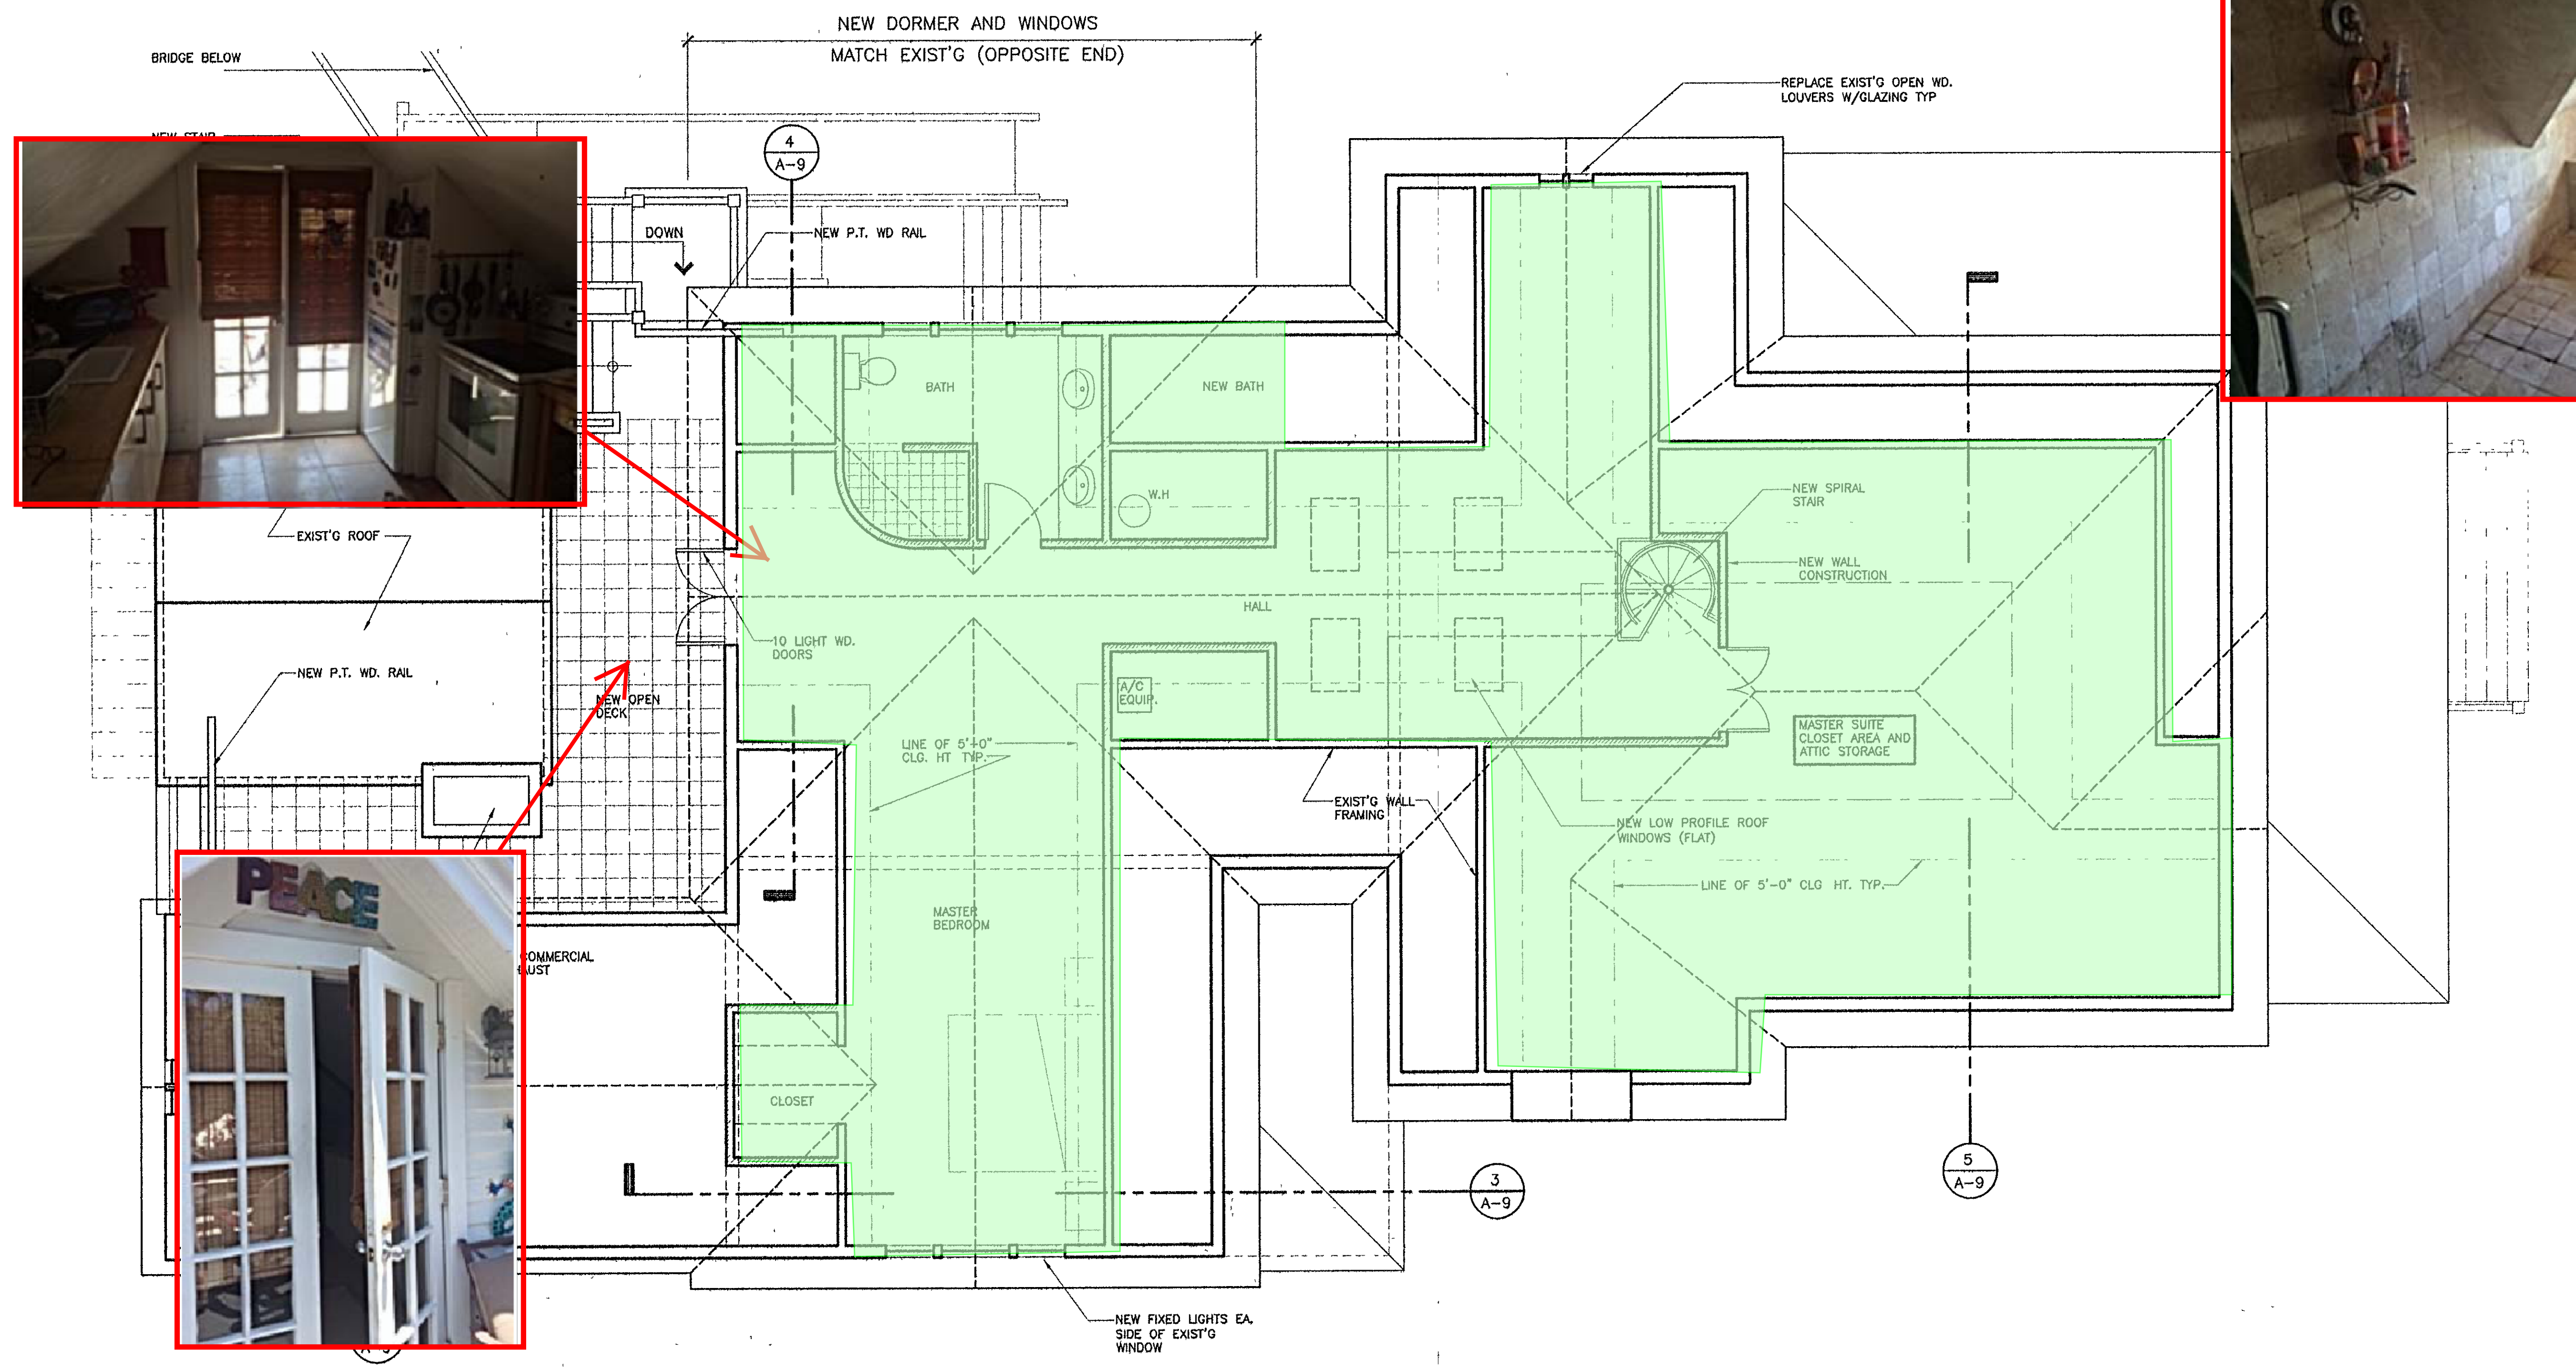 NEW DORMER AND WINDOWS
MATCH EXIST'G (OPPOSITE END)
BRIDGE BELOW
REPLACE EXIST'G OPEN WD.
LOUVERS W/GLAZING TYP
NEW STAIR
4
A-9
DOWN
NEW P.T. WD RAIL
BATH
NEW BATH
W.H
NEW SPIRAL
STAIR
EXIST'G ROOF
NEW WALL
CONSTRUCTION
HALL
10 LIGHT WD.
DOORS
NEW P.T. WD. RAIL
NEW OPEN
DECK
A/C
EQUIP.
MASTER SUITE
CLOSET AREA AND
ATTIC STORAGE
LINE OF 5'-0"
CLG. HT TYP.
EXIST'G WALL
FRAMING
NEW LOW PROFILE ROOF
WINDOWS (FLAT)
PEACE
LINE OF 5'-0" CLG HT. TYP.
MASTER
BEDROOM
COMMERCIAL
CLOSET
3
A-9
5
A-9
NEW FIXED LIGHTS EA.
SIDE OF EXIST'G
WINDOW
A-9